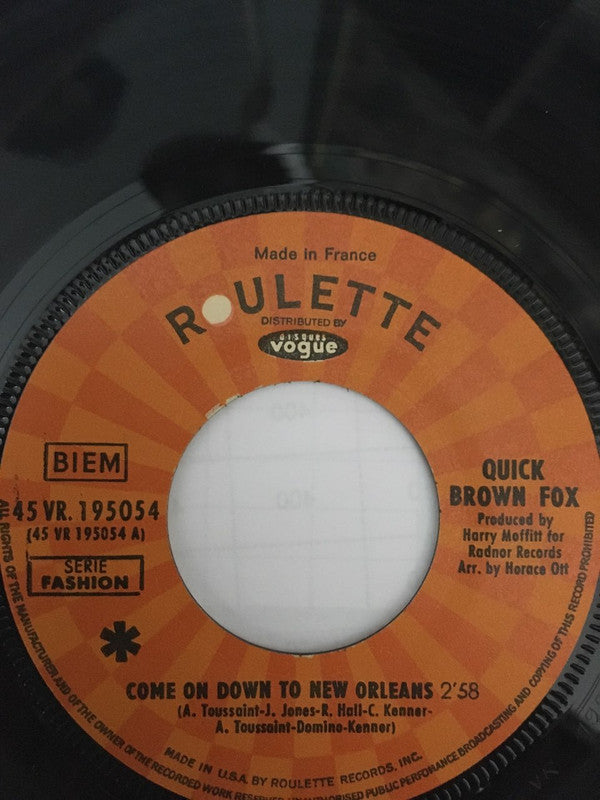 Made in France
ROULETTE
DISTRIBUTED BY
DISQUES
vogue
BIEM
45 VR. 195054
(45 VR 195054 A)
SERIE
FASHION
*
QUICK
BROWN FOX
Produced by
Harry Moffitt for
Radnor Records
Arr. by Horace Ott
COME ON DOWN TO NEW ORLEANS 2'58
(A. Toussaint-J. Jones-R. Hall-C. Kenner-
A. Toussaint-Domino-Kenner)
MADE IN U.S.A. BY ROULETTE RECORDS, INC.
ALL RIGHTS OF THE MANUFACTURER AND OF THE OWNER OF THE RECORDED WORK RESERVED UNAUTHORISED PUBLIC PERFORMANCE BROADCASTING AND COPYING OF THIS RECORD PROHIBITED